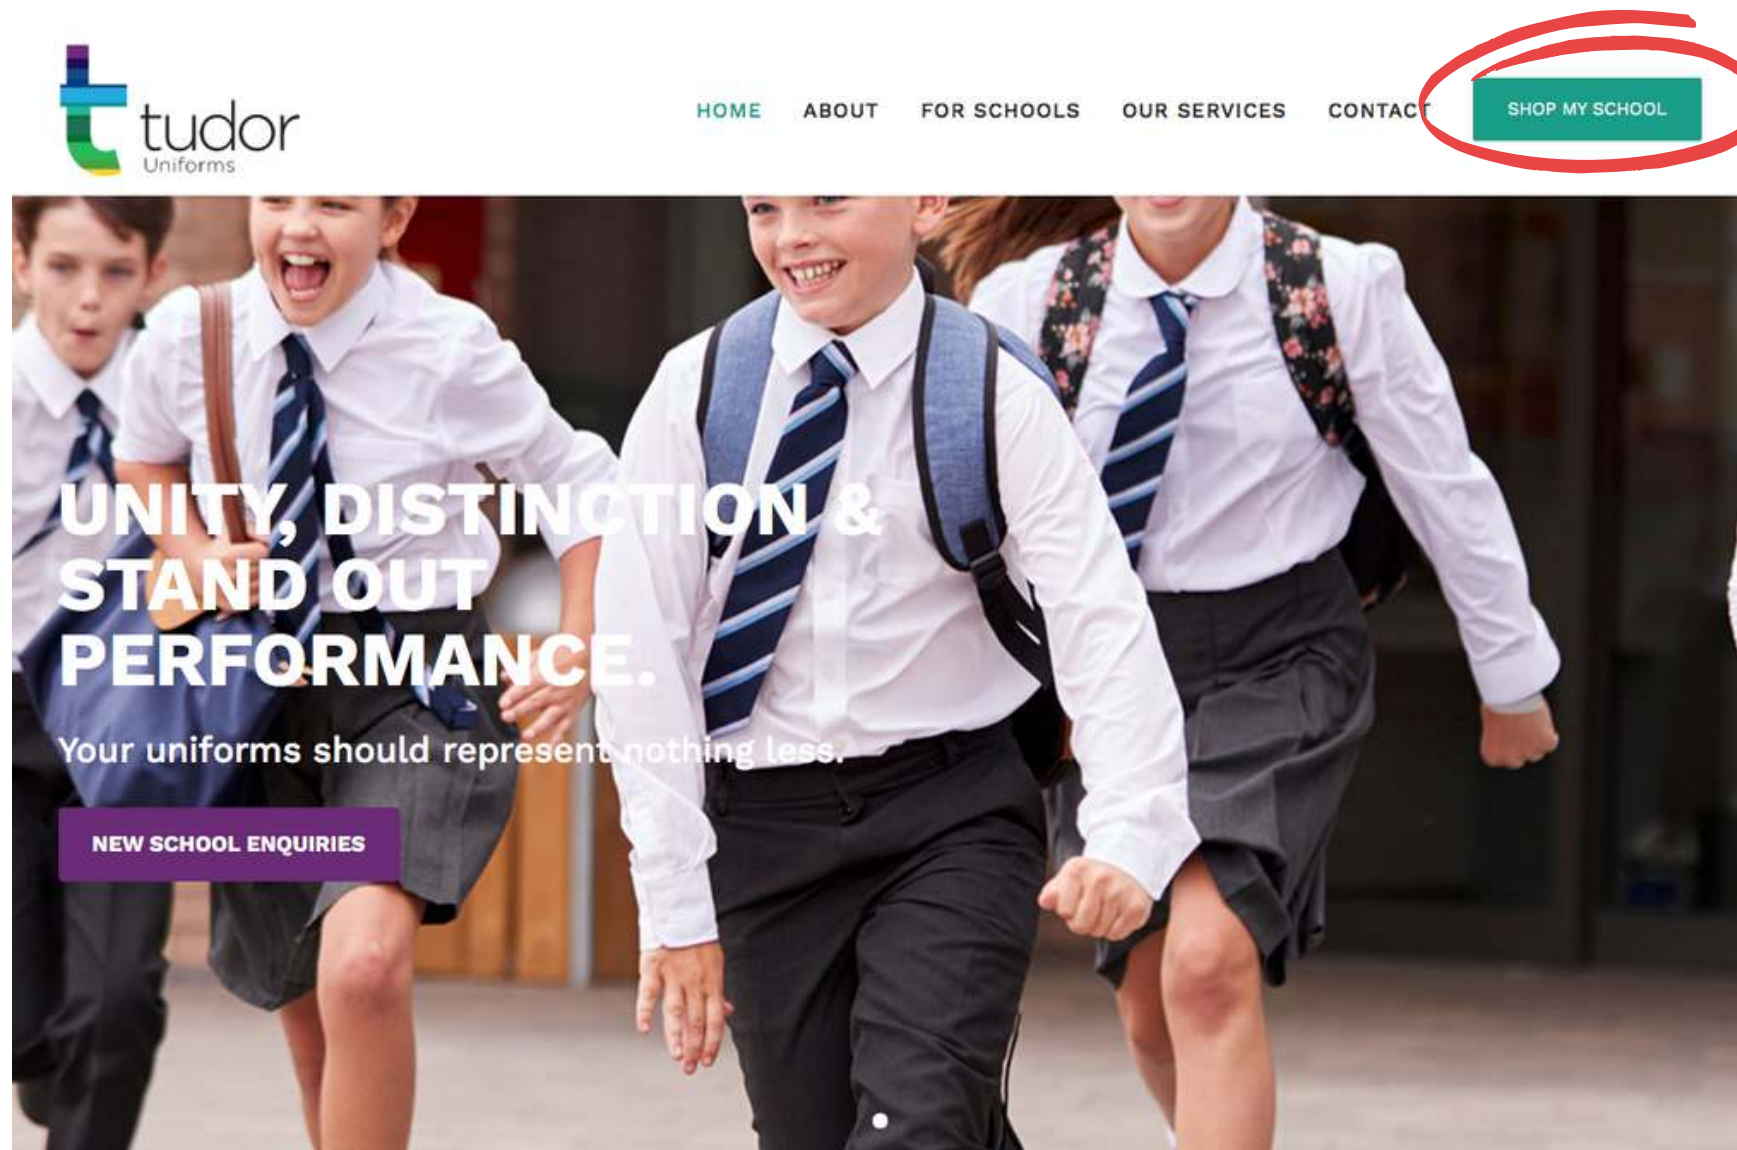 tudor
Uniforms
HOME ABOUT FOR SCHOOLS OUR SERVICES CONTACT SHOP MY SCHOOL
UNITY, DISTINCTION &
STAND OUT
PERFORMANCE.
Your uniforms should represent nothing less.
NEW SCHOOL ENQUIRIES